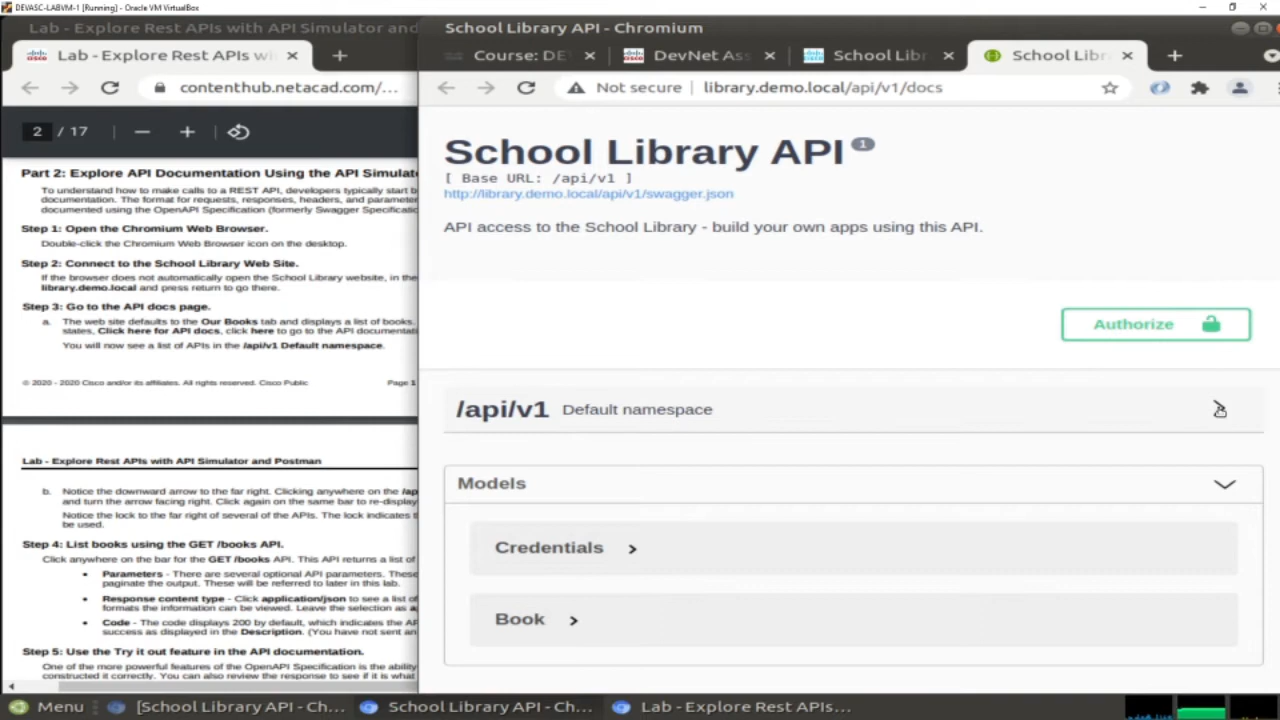 DEVASC-LABVM-1 [Running] - Oracle VM VirtualBox
Lab - Explore Rest APIs with API Simulator and
School Library API - Chromium
Lab - Explore Rest APIs wi
Course: DE
DevNet Ass
School Libr
School Libra
contenthub.netacad.com/...
Not secure
library.demo.local/api/v1/docs
2 / 17
Part 2: Explore API Documentation Using the API Simulat
To understand how to make calls to a REST API, developers typically start b
documentation. The format for requests, responses, headers, and parameter
documented using the OpenAPI Specification (formerly Swagger Specificatio
Step 1: Open the Chromium Web Browser.
Double-click the Chromium Web Browser icon on the desktop.
Step 2: Connect to the School Library Web Site.
If the browser does not automatically open the School Library website, in the
library.demo.local and press return to go there.
Step 3: Go to the API docs page.
a. The web site defaults to the Our Books tab and displays a list of books.
states, Click here for API docs, click here to go to the API documentati
You will now see a list of APIs in the /api/v1 Default namespace.
© 2020 - 2020 Cisco and/or its affiliates. All rights reserved. Cisco Public
Page 1
Lab - Explore Rest APIs with API Simulator and Postman
b. Notice the downward arrow to the far right. Clicking anywhere on the /ap
and turn the arrow facing right. Click again on the same bar to re-display
Notice the lock to the far right of several of the APIs. The lock indicates t
be used.
Step 4: List books using the GET /books API.
Click anywhere on the bar for the GET /books API. This API returns a list of
• Parameters - There are several optional API parameters. These
paginate the output. These will be referred to later in this lab.
• Response content type - Click application/json to see a list of
formats the information can be viewed. Leave the selection as a
• Code - The code displays 200 by default, which indicates the AP
success as displayed in the Description. (You have not sent an
Step 5: Use the Try it out feature in the API documentation.
One of the more powerful features of the OpenAPI Specification is the ability
constructed it correctly. You can also review the response to see if it is what
School Library API 1
[ Base URL: /api/v1 ]
http://library.demo.local/api/v1/swagger.json
API access to the School Library - build your own apps using this API.
Authorize
/api/v1 Default namespace
Models
Credentials
Book
Menu
[School Library API - Ch...
School Library API - Ch...
Lab - Explore Rest APIs...